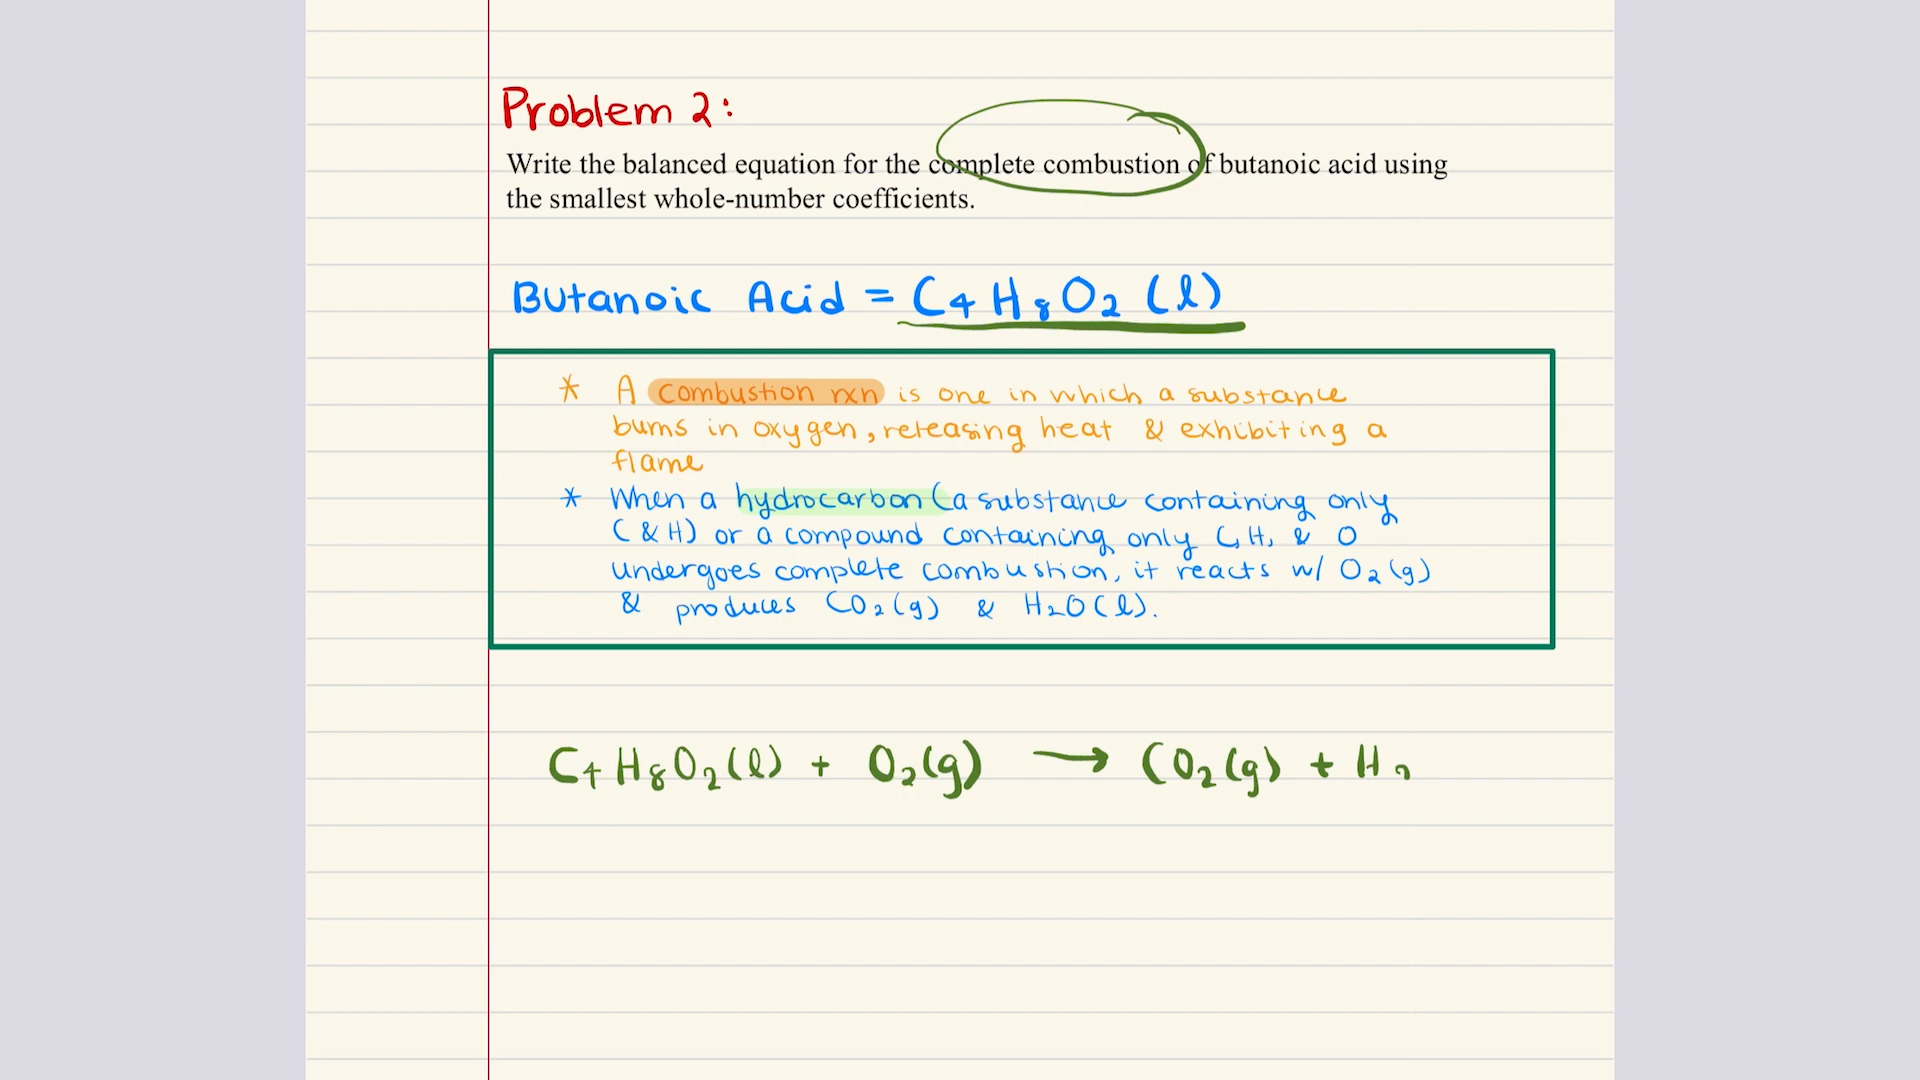 Problem 2:
Write the balanced equation for the complete combustion of butanoic acid using
the smallest whole-number coefficients.
Butanoic Acid = C4H8O2 (l)
* A combustion rxn is one in which a substance
burns in oxygen, releasing heat & exhibiting a
flame
* When a hydrocarbon (a substance containing only
C & H) or a compound containing only C, H, & O
undergoes complete combustion, it reacts w/ O2(g)
& produces CO2(g) & H2O(l).
C4H8O2(l) + O2(g) → CO2(g) + H2